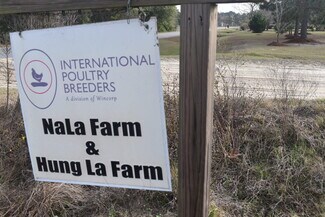 INTERNATIONAL
POULTRY
BREEDERS
A division of Wincorp
NaLa Farm
&
Hung La Farm